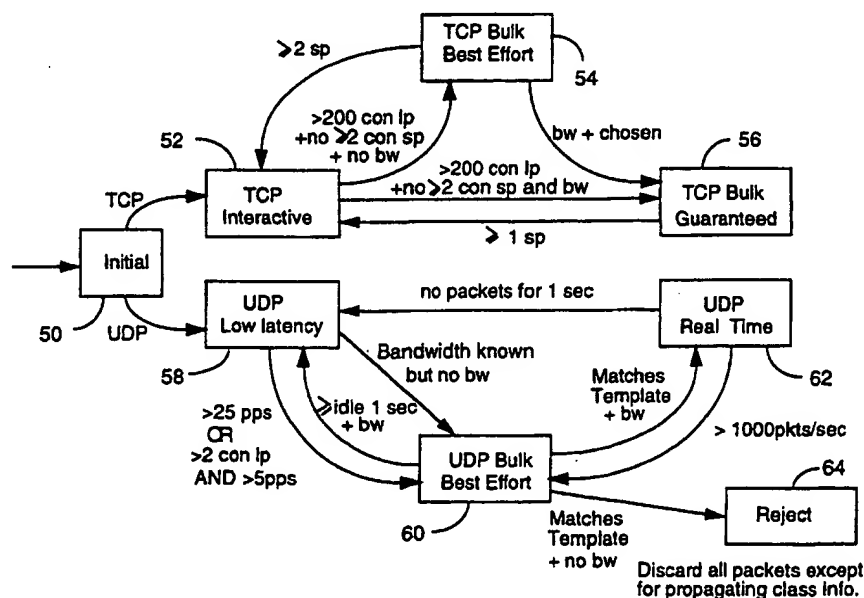 TCP Bulk
Best Effort
54
⩾2 sp
>200 con lp
+no ⩾2 con sp
+ no bw
bw + chosen
52
56
TCP
Interactive
>200 con lp
+no⩾2 con sp and bw
TCP Bulk
Guaranteed
⩾ 1 sp
TCP
Initial
50
UDP
UDP
Low latency
58
no packets for 1 sec
UDP
Real Time
62
Bandwidth known
but no bw
⩾idle 1 sec
+ bw
Matches
Template
+ bw
>25 pps
OR
>2 con lp
AND >5pps
> 1000pkts/sec
UDP Bulk
Best Effort
60
Matches
Template
+ no bw
64
Reject
Discard all packets except
for propagating class info.